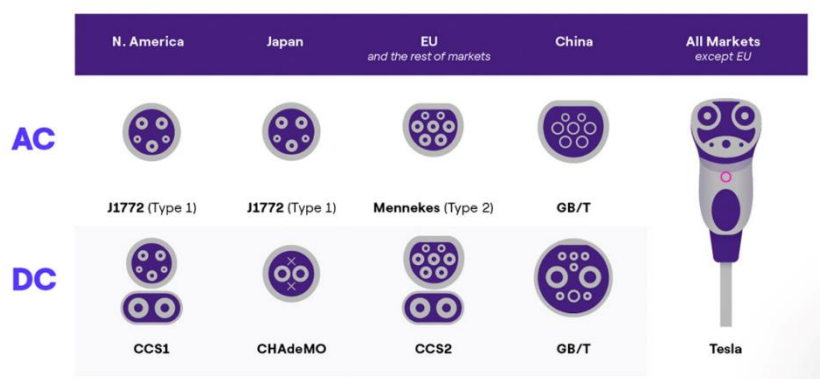 N. America
Japan
EU
and the rest of markets
China
All Markets
except EU
AC
J1772 (Type 1)
J1772 (Type 1)
Mennekes (Type 2)
GB/T
DC
CCS1
CHAdeMO
CCS2
GB/T
Tesla